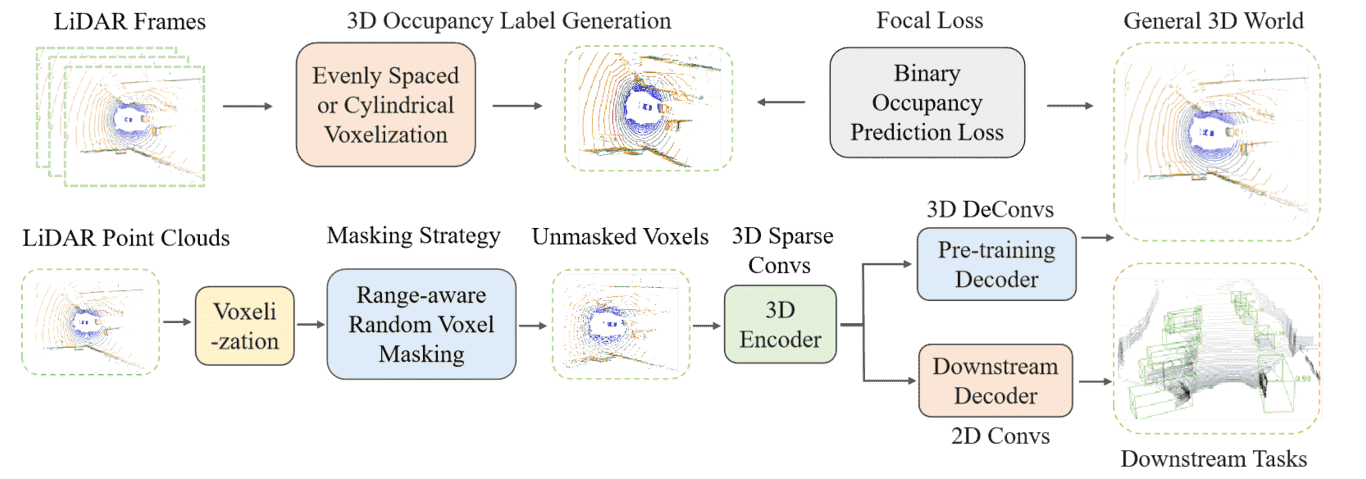 LiDAR Frames
3D Occupancy Label Generation
Focal Loss
General 3D World
Evenly Spaced
or Cylindrical
Voxelization
Binary
Occupancy
Prediction Loss
LiDAR Point Clouds
Masking Strategy
Unmasked Voxels
3D Sparse
Convs
3D DeConvs
Voxeli
-zation
Range-aware
Random Voxel
Masking
3D
Encoder
Pre-training
Decoder
Downstream
Decoder
2D Convs
0.99
Downstream Tasks